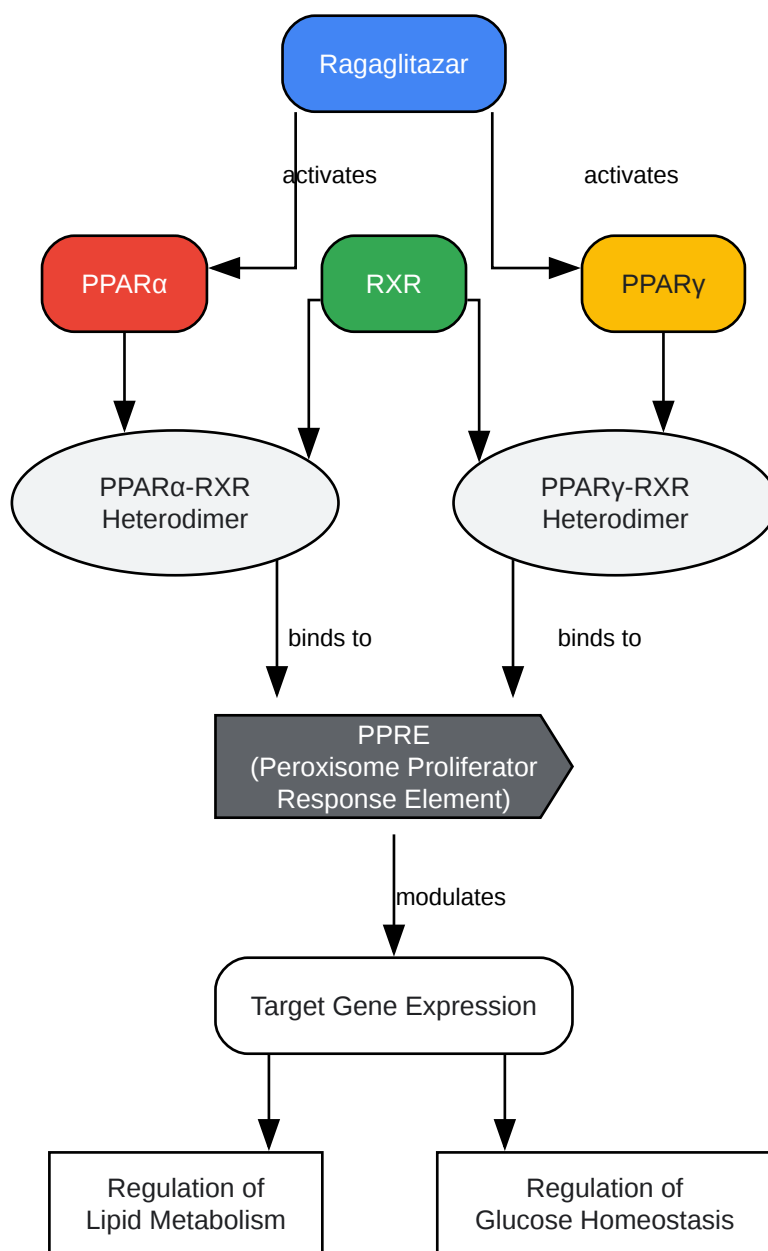 Ragaglitazar
activates
activates
PPARα
RXR
PPARγ
PPARα-RXR
Heterodimer
PPARγ-RXR
Heterodimer
binds to
binds to
PPRE
(Peroxisome Proliferator
Response Element)
modulates
Target Gene Expression
Regulation of
Lipid Metabolism
Regulation of
Glucose Homeostasis